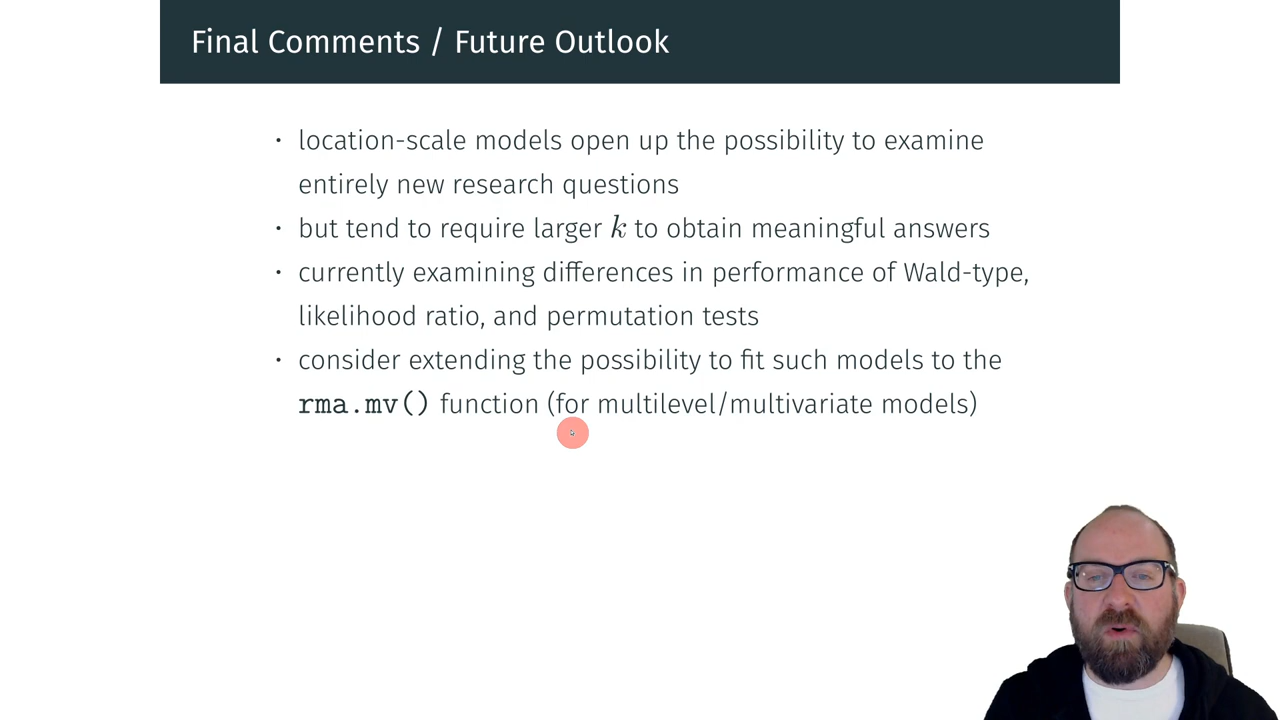 Final Comments / Future Outlook
• location-scale models open up the possibility to examine
entirely new research questions
• but tend to require larger k to obtain meaningful answers
• currently examining differences in performance of Wald-type,
likelihood ratio, and permutation tests
• consider extending the possibility to fit such models to the
rma.mv() function (for multilevel/multivariate models)